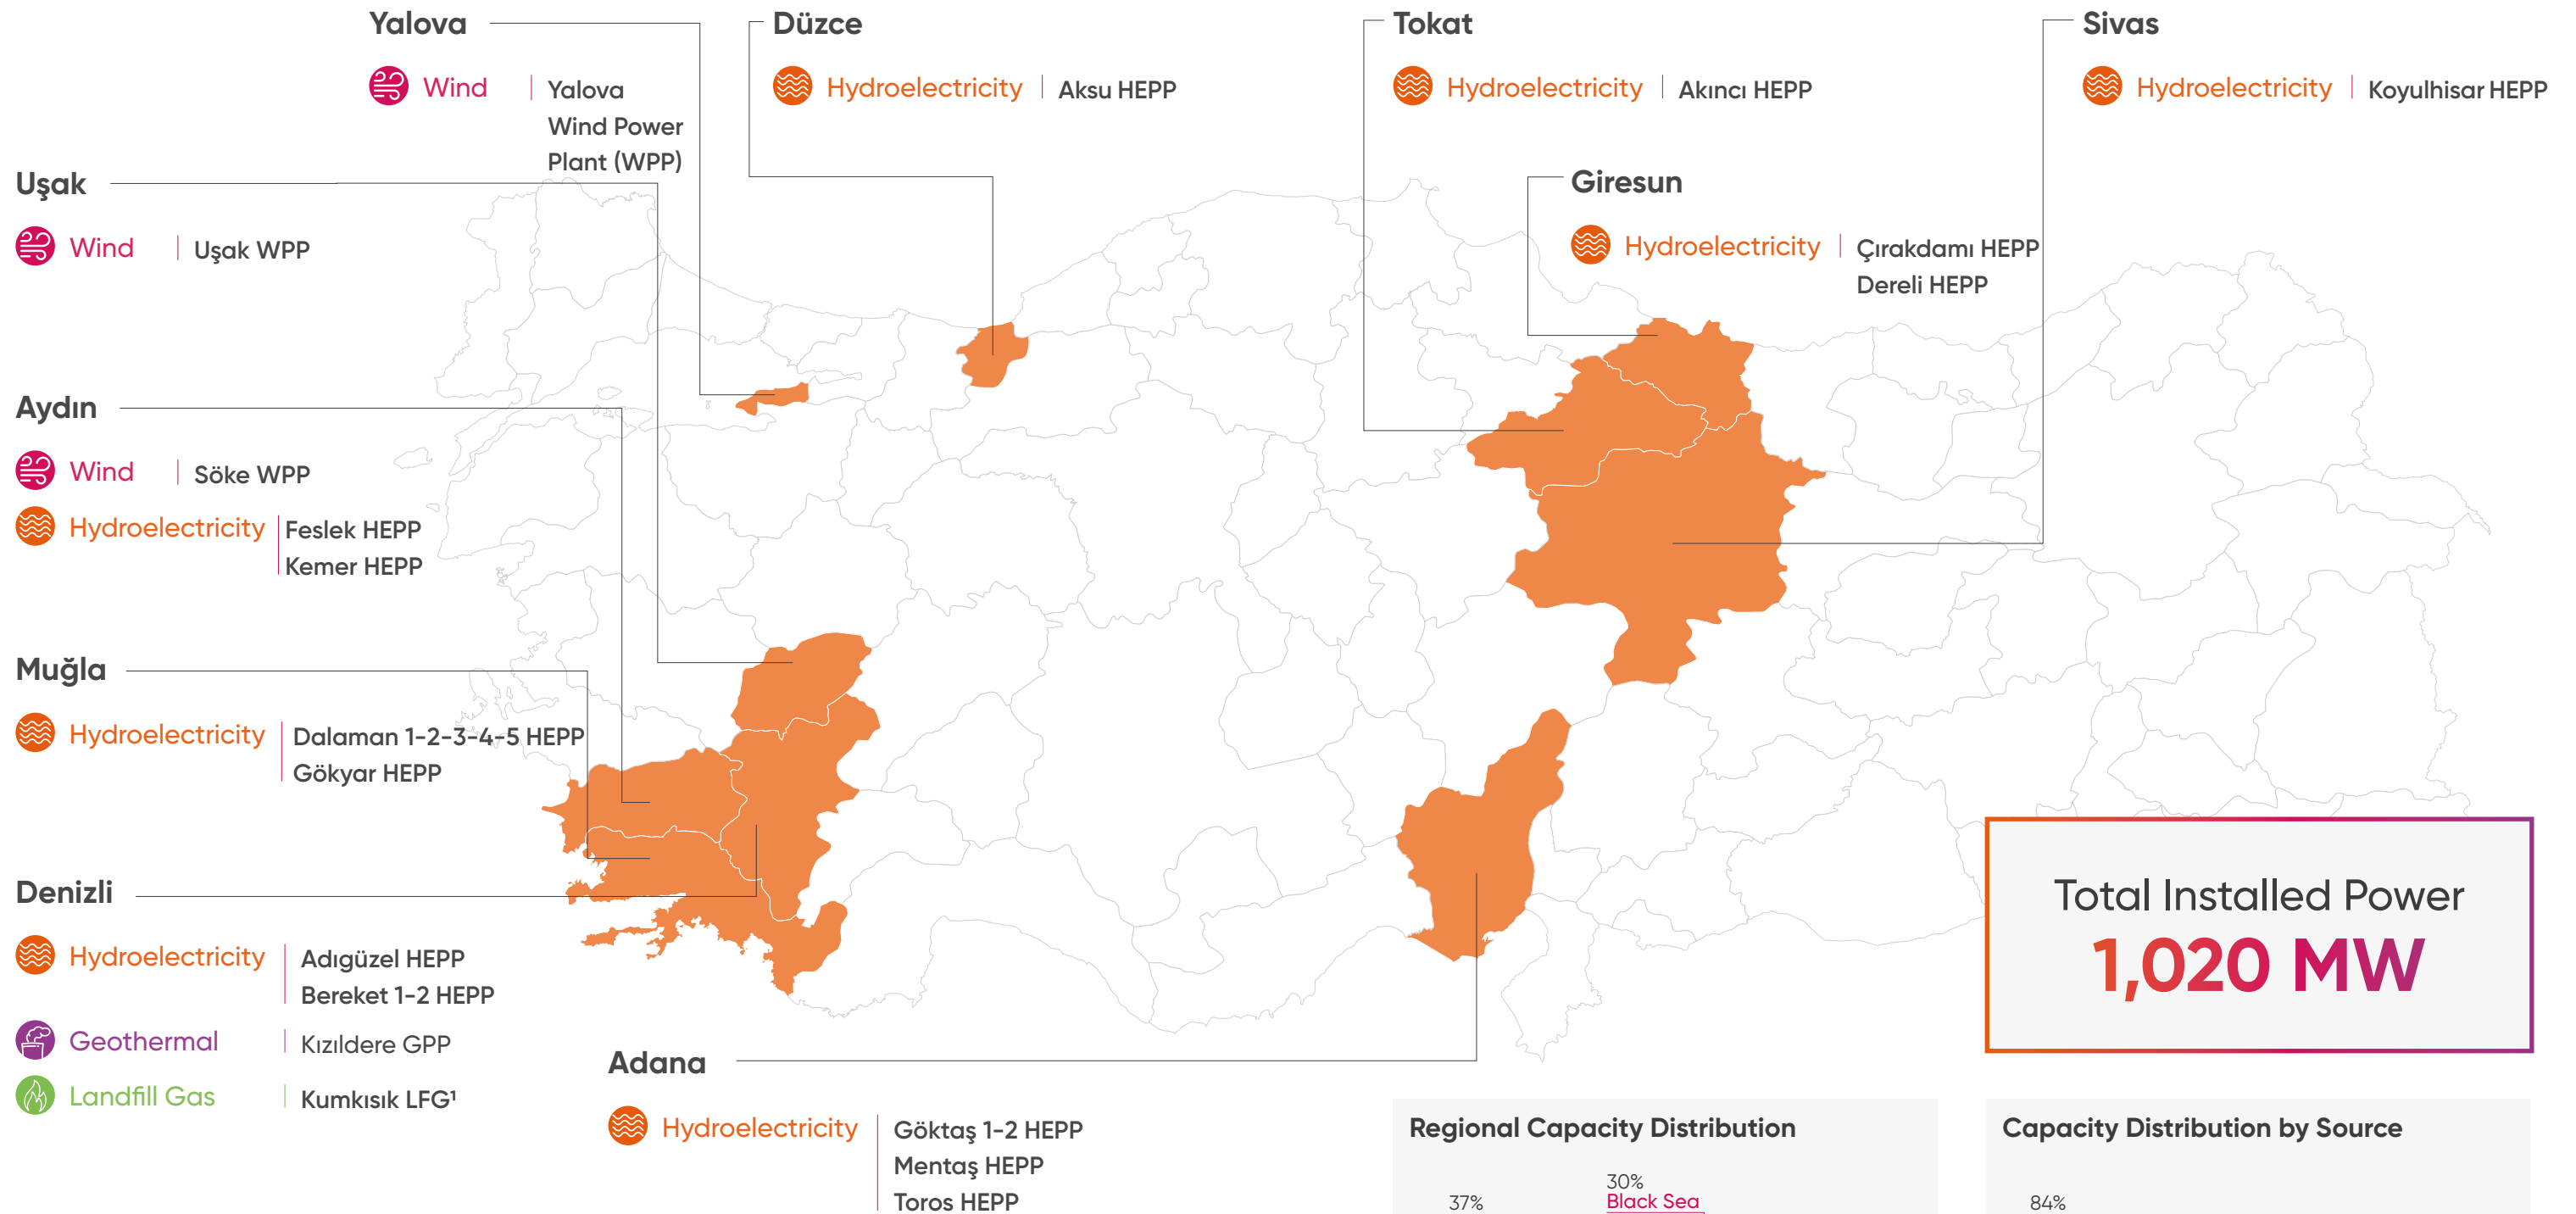 Yalova
Wind
Yalova
Wind Power
Plant (WPP)
Düzce
Hydroelectricity
Aksu HEPP
Tokat
Hydroelectricity
Akıncı HEPP
Sivas
Hydroelectricity
Koyulhisar HEPP
Uşak
Wind
Uşak WPP
Giresun
Hydroelectricity
Çırakdamı HEPP
Dereli HEPP
Aydın
Wind
Söke WPP
Hydroelectricity
Feslek HEPP
Kemer HEPP
Muğla
Hydroelectricity
Dalaman 1-2-3-4-5 HEPP
Gökyar HEPP
Denizli
Hydroelectricity
Adıgüzel HEPP
Bereket 1-2 HEPP
Geothermal
Kızıldere GPP
Landfill Gas
Kumkısık LFG¹
Adana
Hydroelectricity
Göktaş 1-2 HEPP
Mentaş HEPP
Toros HEPP
Total Installed Power
1,020 MW
Regional Capacity Distribution
37%
30%
Black Sea
Capacity Distribution by Source
84%